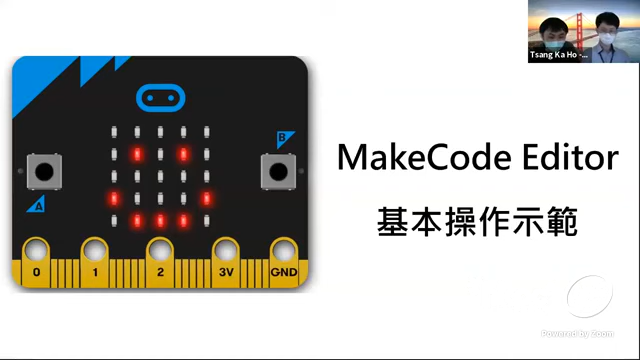 Tsang Ka Ho -...
B
A
0
1
2
3V
GND
MakeCode Editor
基本操作示範
Powered by Zoom